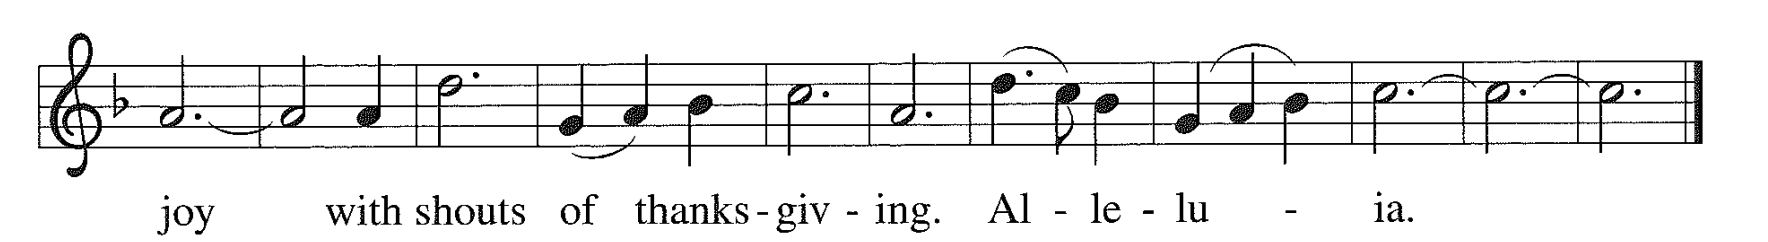 joy with shouts of thanks - giv - ing. Al - le - lu - ia.